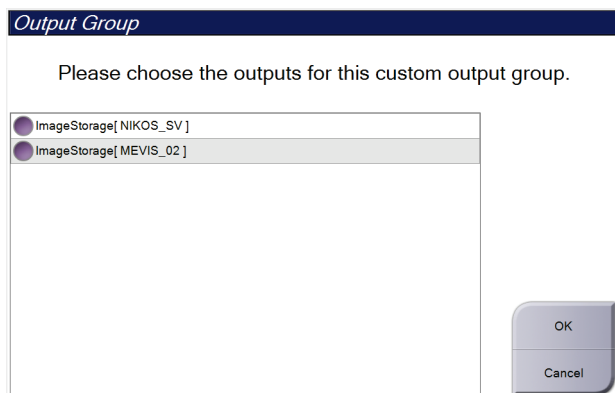 Output Group
Please choose the outputs for this custom output group.
ImageStorage[ NIKOS_SV ]
ImageStorage[ MEVIS_02 ]
OK
Cancel